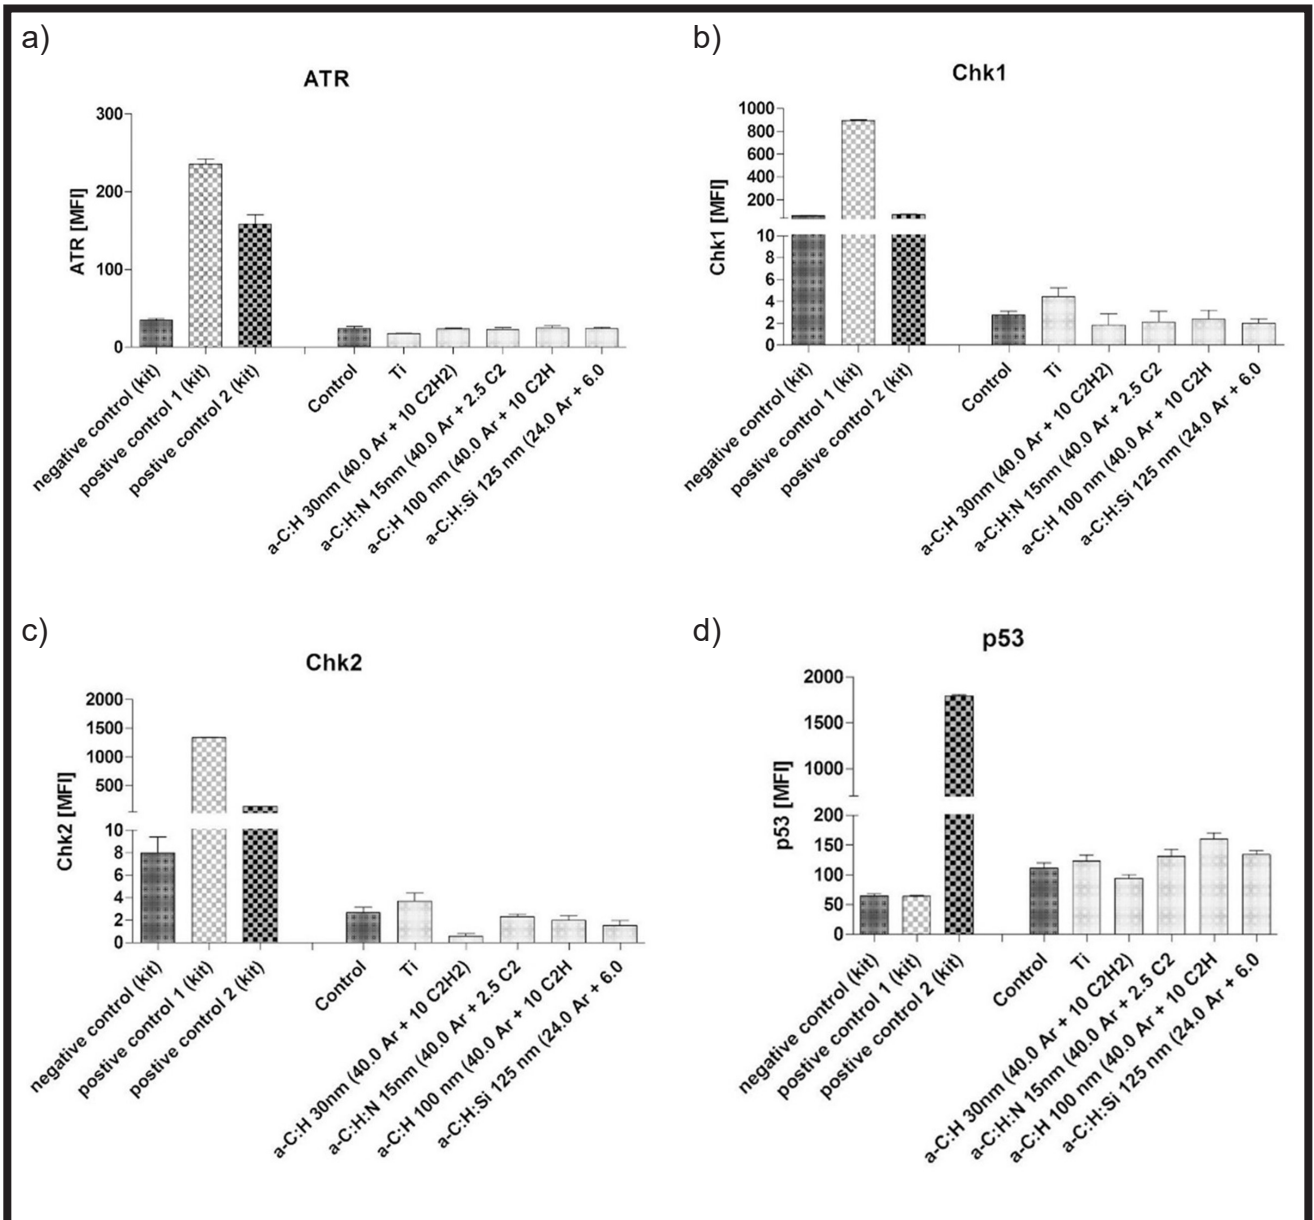 a)
ATR
ATR [MFI]
300
200
100
0
negative control (kit)
postive control 1 (kit)
postive control 2 (kit)
Control
Ti
a-C:H 30nm (40.0 Ar + 10 C2H2)
a-C:H:N 15nm (40.0 Ar + 2.5 C2
a-C:H 100 nm (40.0 Ar + 10 C2H
a-C:H:Si 125 nm (24.0 Ar + 6.0
b)
Chk1
Chk1 [MFI]
1000
800
600
400
200
10
8
6
4
2
0
negative control (kit)
postive control 1 (kit)
postive control 2 (kit)
Control
Ti
a-C:H 30nm (40.0 Ar + 10 C2H2)
a-C:H:N 15nm (40.0 Ar + 2.5 C2
a-C:H 100 nm (40.0 Ar + 10 C2H
a-C:H:Si 125 nm (24.0 Ar + 6.0
c)
Chk2
Chk2 [MFI]
2000
1500
1000
500
10
8
6
4
2
0
negative control (kit)
postive control 1 (kit)
postive control 2 (kit)
Control
Ti
a-C:H 30nm (40.0 Ar + 10 C2H2)
a-C:H:N 15nm (40.0 Ar + 2.5 C2
a-C:H 100 nm (40.0 Ar + 10 C2H
a-C:H:Si 125 nm (24.0 Ar + 6.0
d)
p53
p53 [MFI]
2000
1500
1000
200
150
100
50
0
negative control (kit)
postive control 1 (kit)
postive control 2 (kit)
Control
Ti
a-C:H 30nm (40.0 Ar + 10 C2H2)
a-C:H:N 15nm (40.0 Ar + 2.5 C2
a-C:H 100 nm (40.0 Ar + 10 C2H
a-C:H:Si 125 nm (24.0 Ar + 6.0